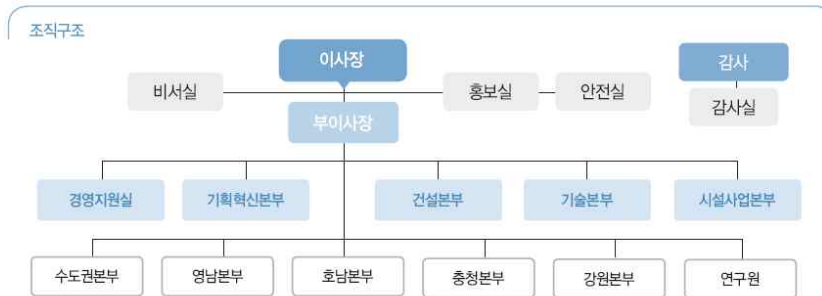 조직구조
이사장
감사
비서실
홍보실
안전실
감사실
부이사장
경영지원실
기획혁신본부
건설본부
기술본부
시설사업본부
수도권본부
영남본부
호남본부
충청본부
강원본부
연구원